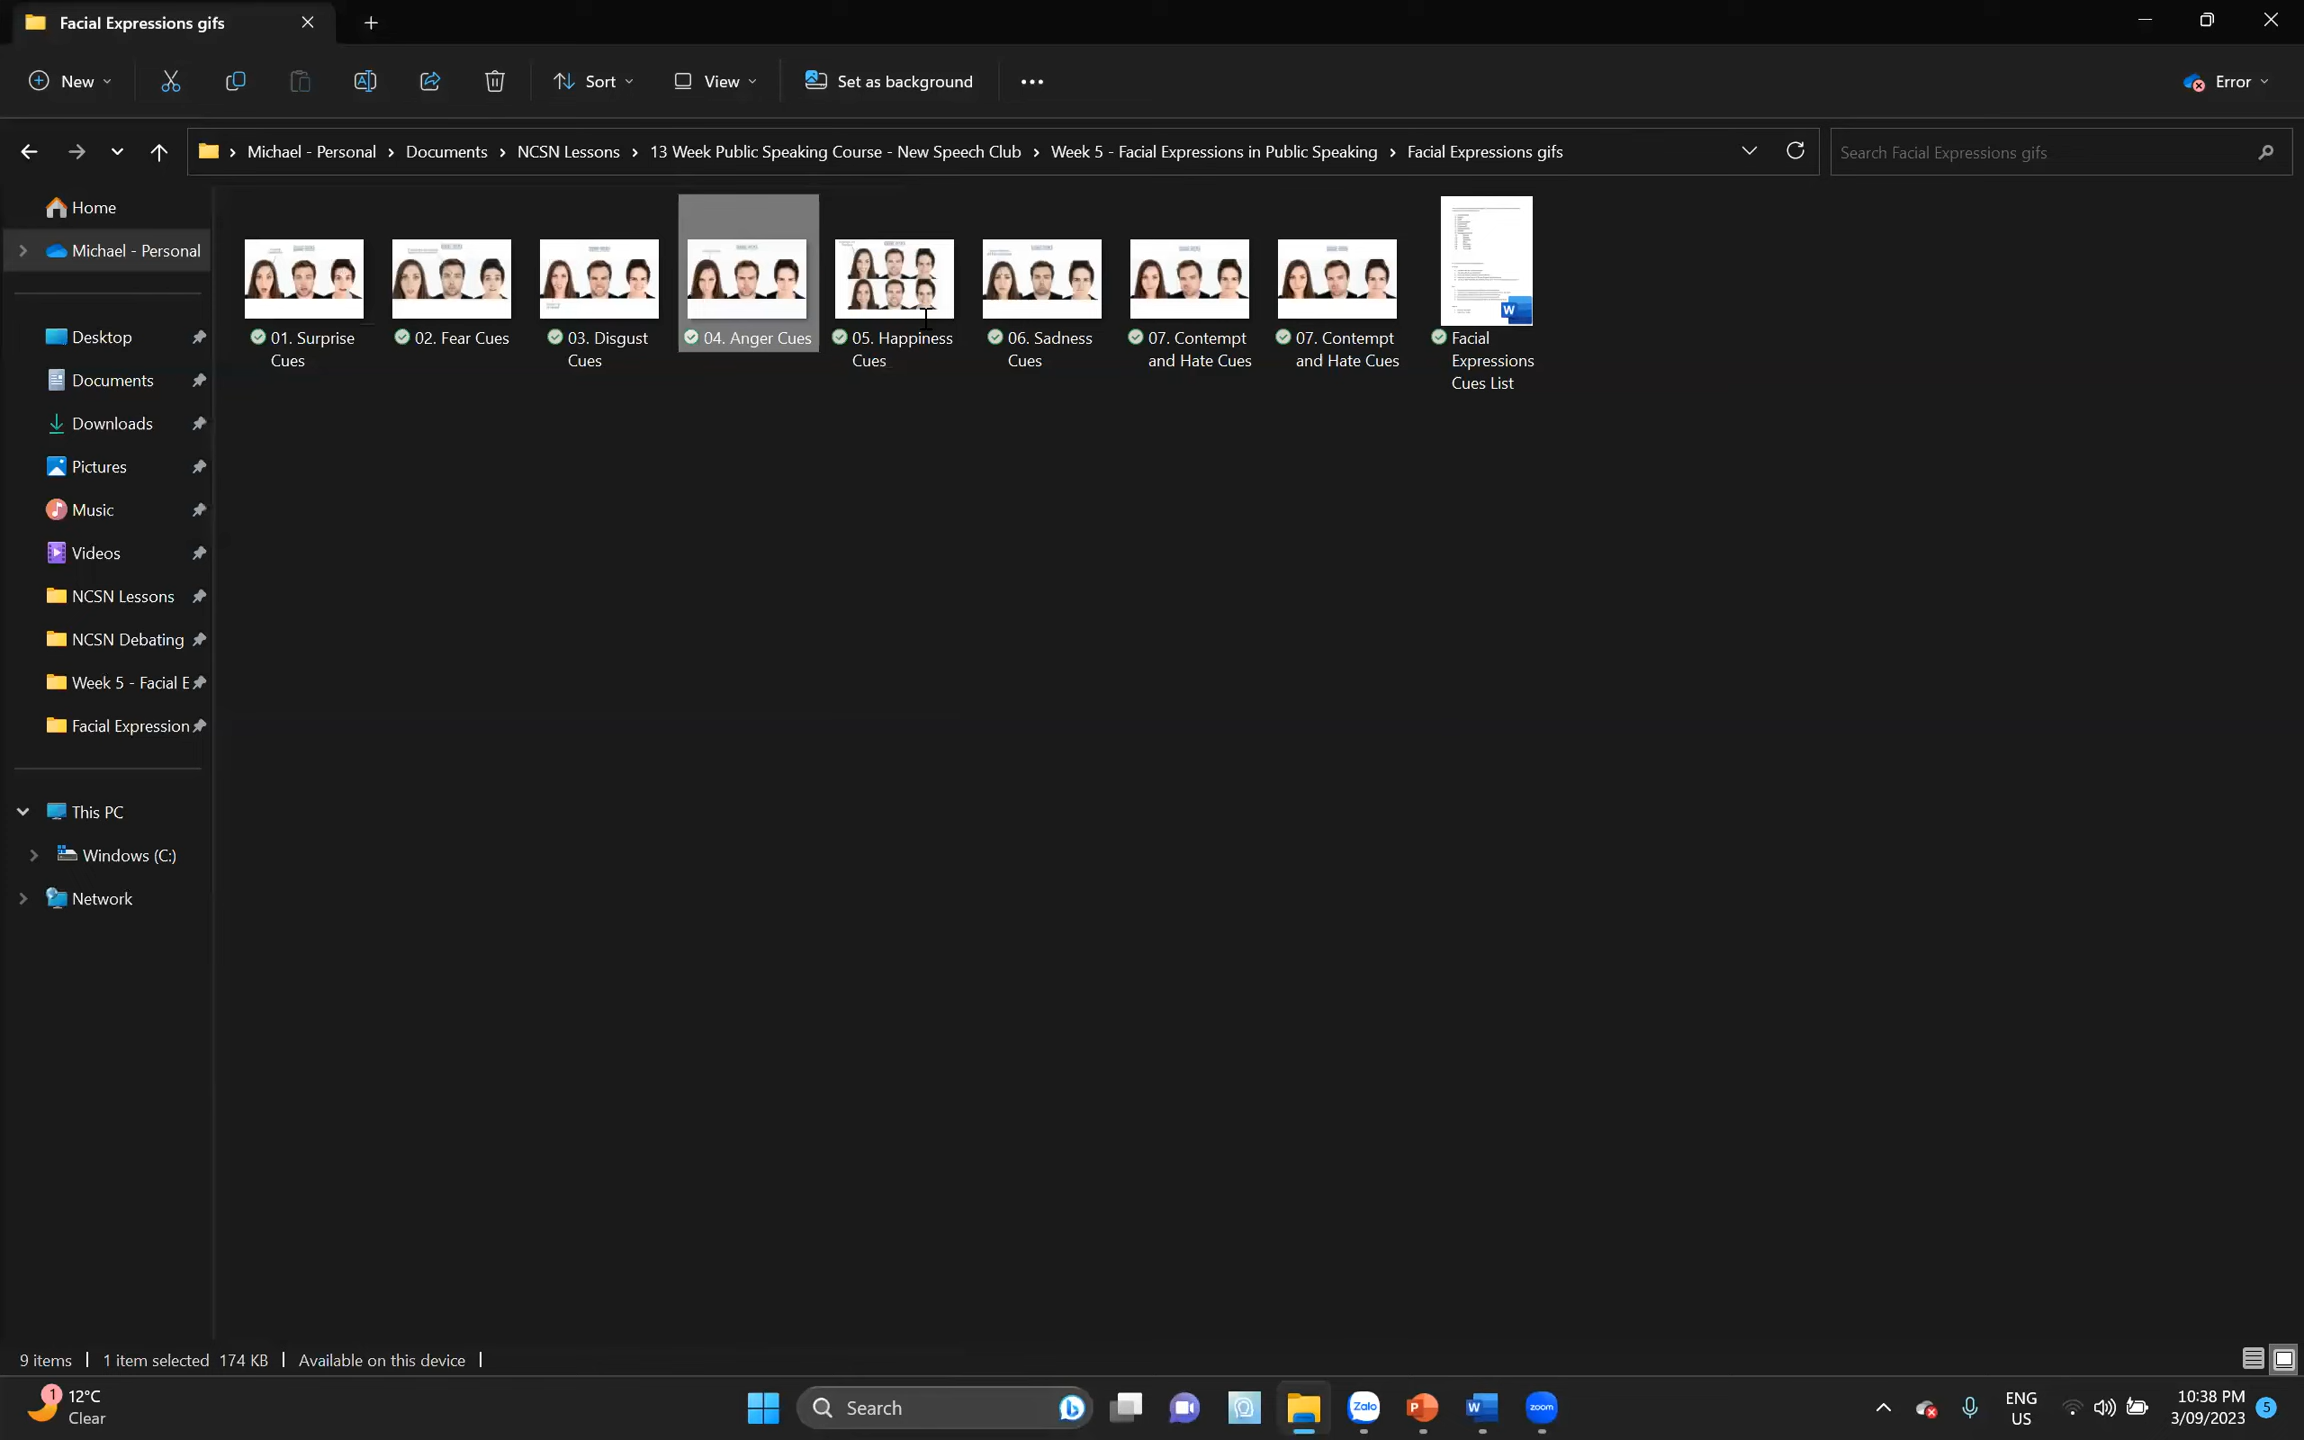 Facial Expressions gifs
New
Sort
View
Set as background
Error
Michael - Personal
Documents
NCSN Lessons
13 Week Public Speaking Course - New Speech Club
Week 5 - Facial Expressions in Public Speaking
Facial Expressions gifs
Search Facial Expressions gifs
Home
Michael - Personal
Desktop
Documents
Downloads
Pictures
Music
Videos
NCSN Lessons
NCSN Debating
Week 5 - Facial E
Facial Expression
This PC
Windows (C:)
Network
01. Surprise
Cues
02. Fear Cues
03. Disgust
Cues
04. Anger Cues
05. Happiness
Cues
06. Sadness
Cues
07. Contempt
and Hate Cues
07. Contempt
and Hate Cues
W
Facial
Expressions
Cues List
9 items
1 item selected 174 KB
Available on this device
1
12°C
Clear
Search
Zalo
P
W
zoom
ENG
US
10:38 PM
3/09/2023
5